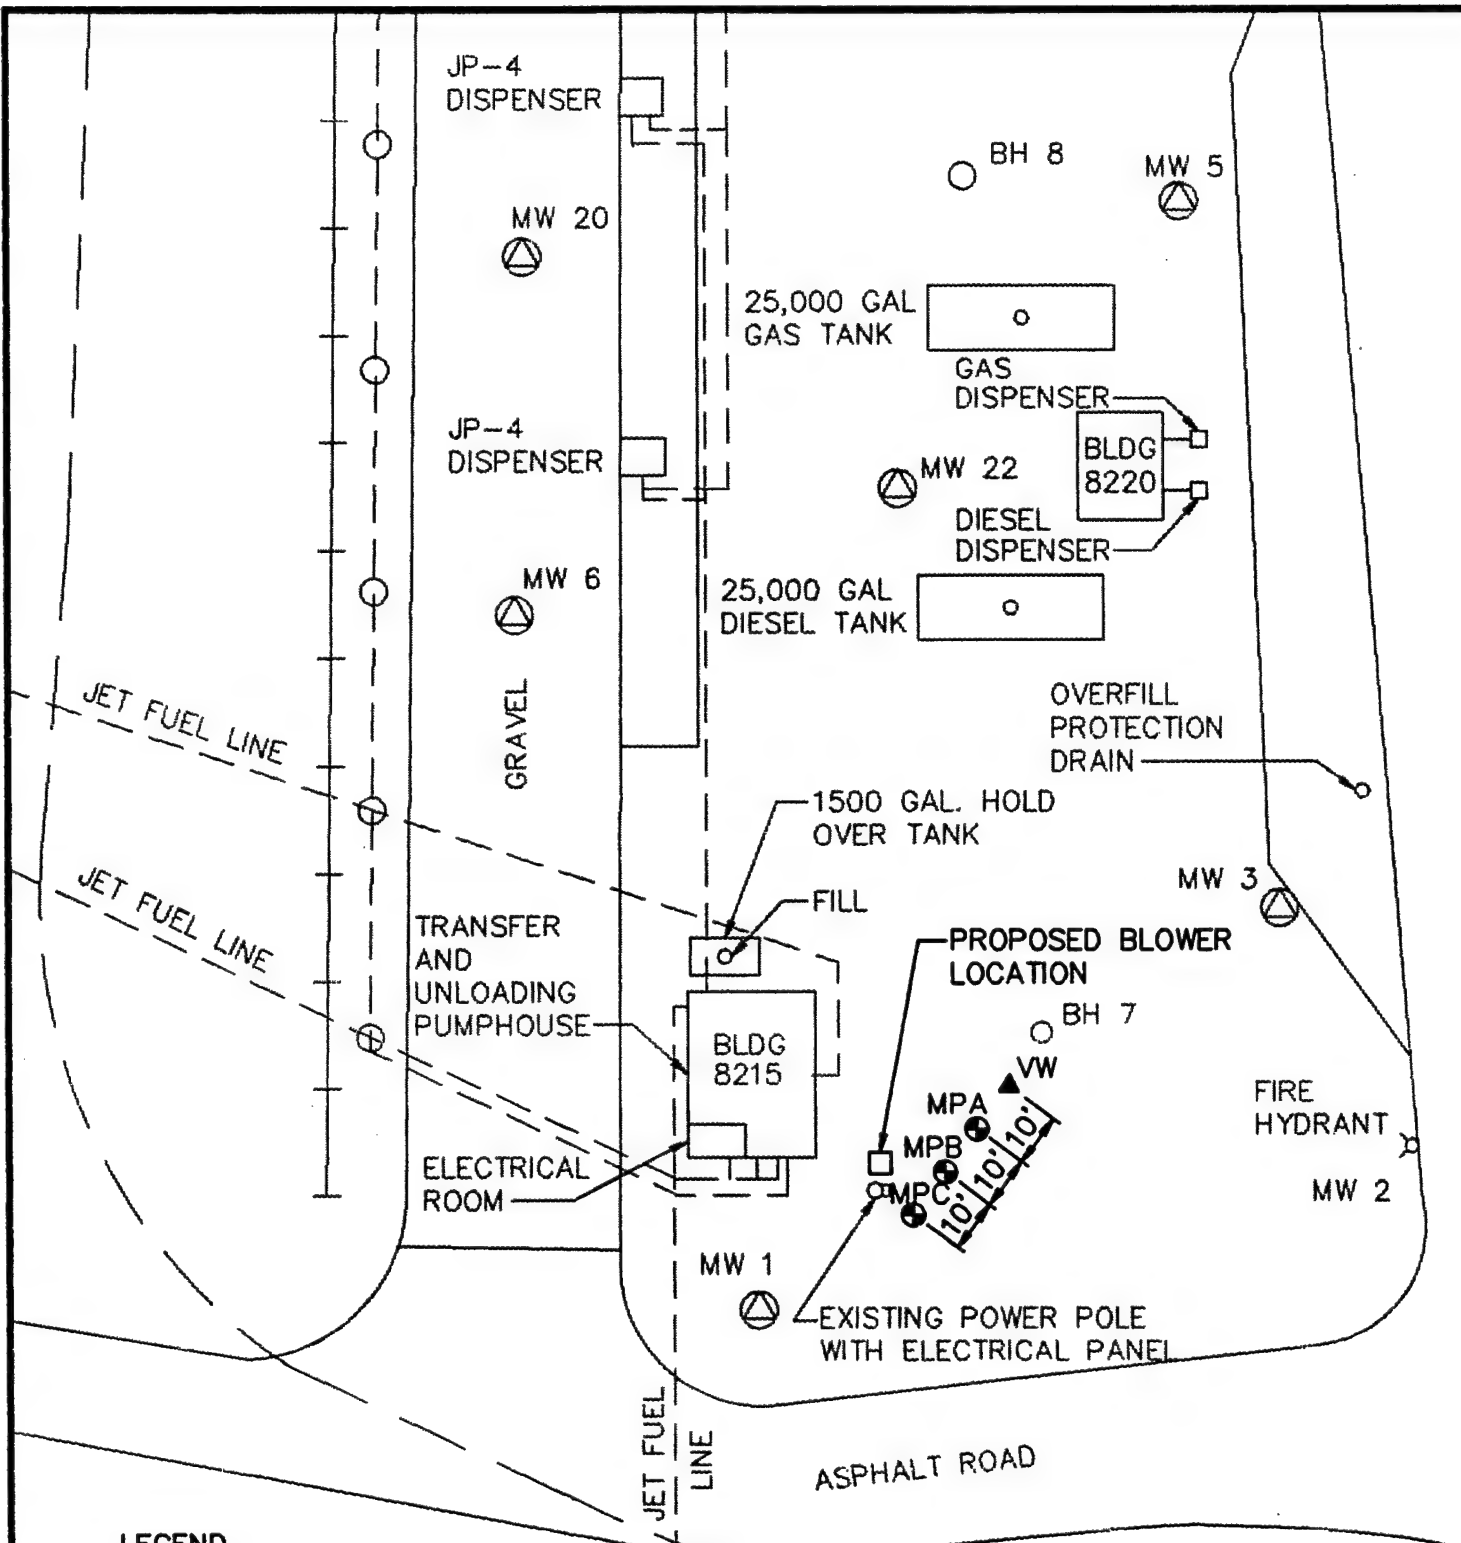 JP-4
DISPENSER
BH 8
MW 5
MW 20
25,000 GAL
GAS TANK
GAS
DISPENSER
JP-4
DISPENSER
BLDG
8220
MW 22
DIESEL
DISPENSER
MW 6
25,000 GAL
DIESEL TANK
JET FUEL LINE
GRAVEL
OVERFILL
PROTECTION
DRAIN
1500 GAL. HOLD
OVER TANK
JET FUEL LINE
MW 3
FILL
TRANSFER
AND
UNLOADING
PUMPHOUSE
PROPOSED BLOWER
LOCATION
BH 7
BLDG
8215
VW
MPA
10'
FIRE
HYDRANT
MPB
10'
ELECTRICAL
ROOM
MPC
10'
MW 2
MW 1
EXISTING POWER POLE
WITH ELECTRICAL PANEL
JET FUEL
LINE
ASPHALT ROAD
LEGEND